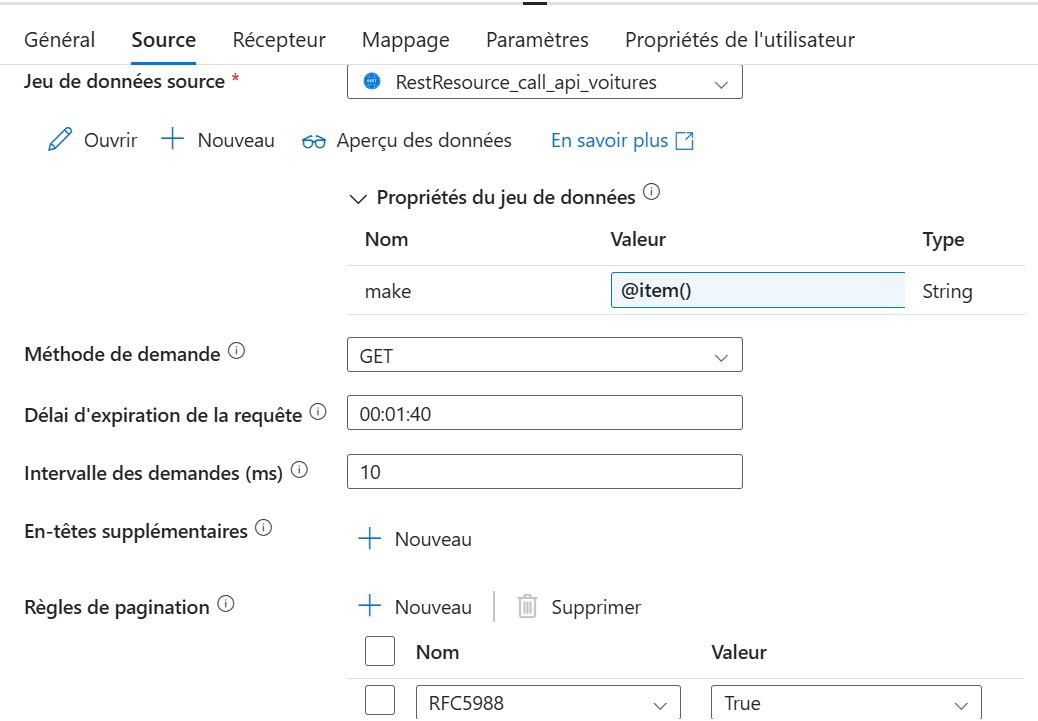 Général Source Récepteur Mappage Paramètres Propriétés de l'utilisateur
Jeu de données source * RestResource_call_api_voitures
Ouvrir Nouveau Aperçu des données En savoir plus
Propriétés du jeu de données
Nom Valeur Type
make @item() String
Méthode de demande GET
Délai d'expiration de la requête 00:01:40
Intervalle des demandes (ms) 10
En-têtes supplémentaires Nouveau
Règles de pagination Nouveau Supprimer
Nom Valeur
RFC5988 True